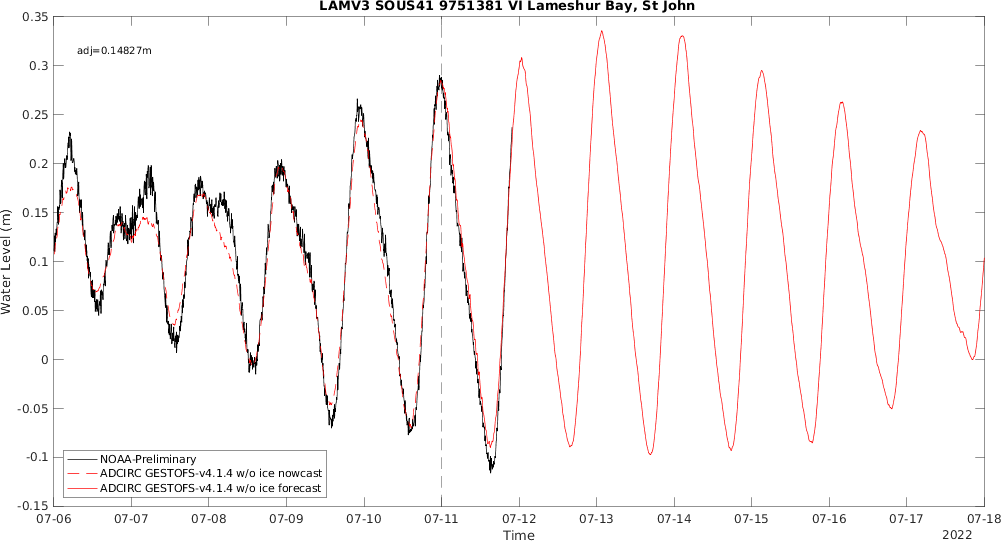 LAMV3 SOUS41 9751381 VI Lameshur Bay, St John
adj=0.14827m
0.35
0.3
0.25
0.2
0.15
0.1
0.05
0
-0.05
-0.1
-0.15
Water Level (m)
NOAA-Preliminary
ADCIRC GESTOFS-v4.1.4 w/o ice nowcast
ADCIRC GESTOFS-v4.1.4 w/o ice forecast
07-06 07-07 07-08 07-09 07-10 07-11 07-12 07-13 07-14 07-15 07-16 07-17 07-18
Time
2022